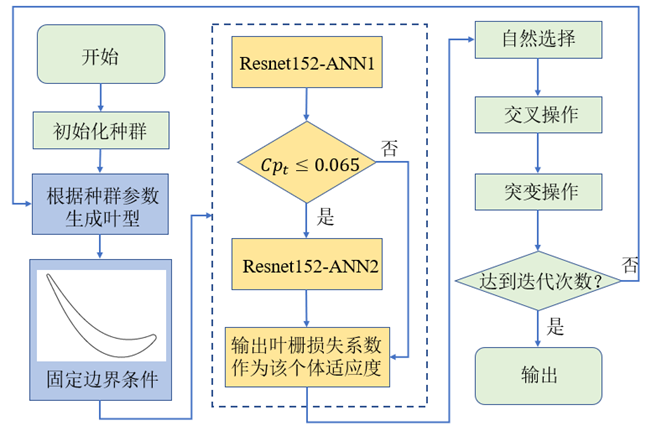 开始
初始化种群
根据种群参数
生成叶型
固定边界条件
Resnet152-ANN1
Cpₜ ≤ 0.065
否
是
Resnet152-ANN2
输出叶栅损失系数
作为该个体适应度
自然选择
交叉操作
突变操作
达到迭代次数？
否
是
输出